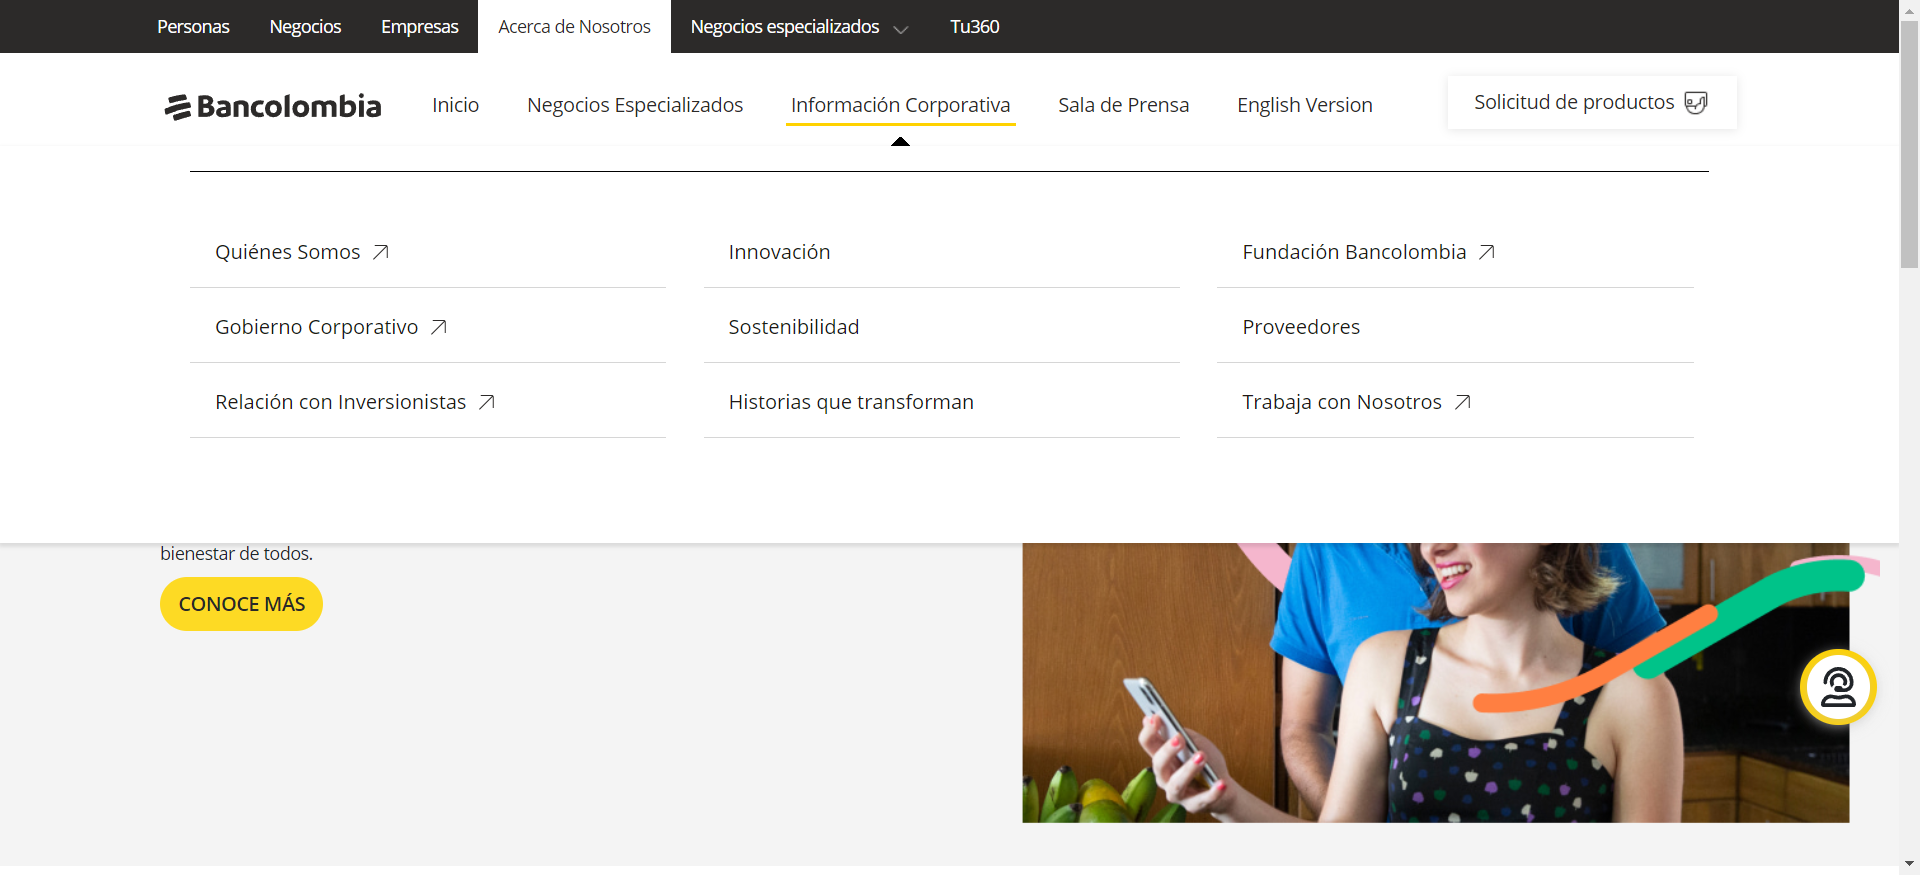 Personas Negocios Empresas Acerca de Nosotros Negocios especializados Tu360
Bancolombia Inicio Negocios Especializados Información Corporativa Sala de Prensa English Version Solicitud de productos
Quiénes Somos Innovación Fundación Bancolombia
Gobierno Corporativo Sostenibilidad Proveedores
Relación con Inversionistas Historias que transforman Trabaja con Nosotros
bienestar de todos.
CONOCE MÁS